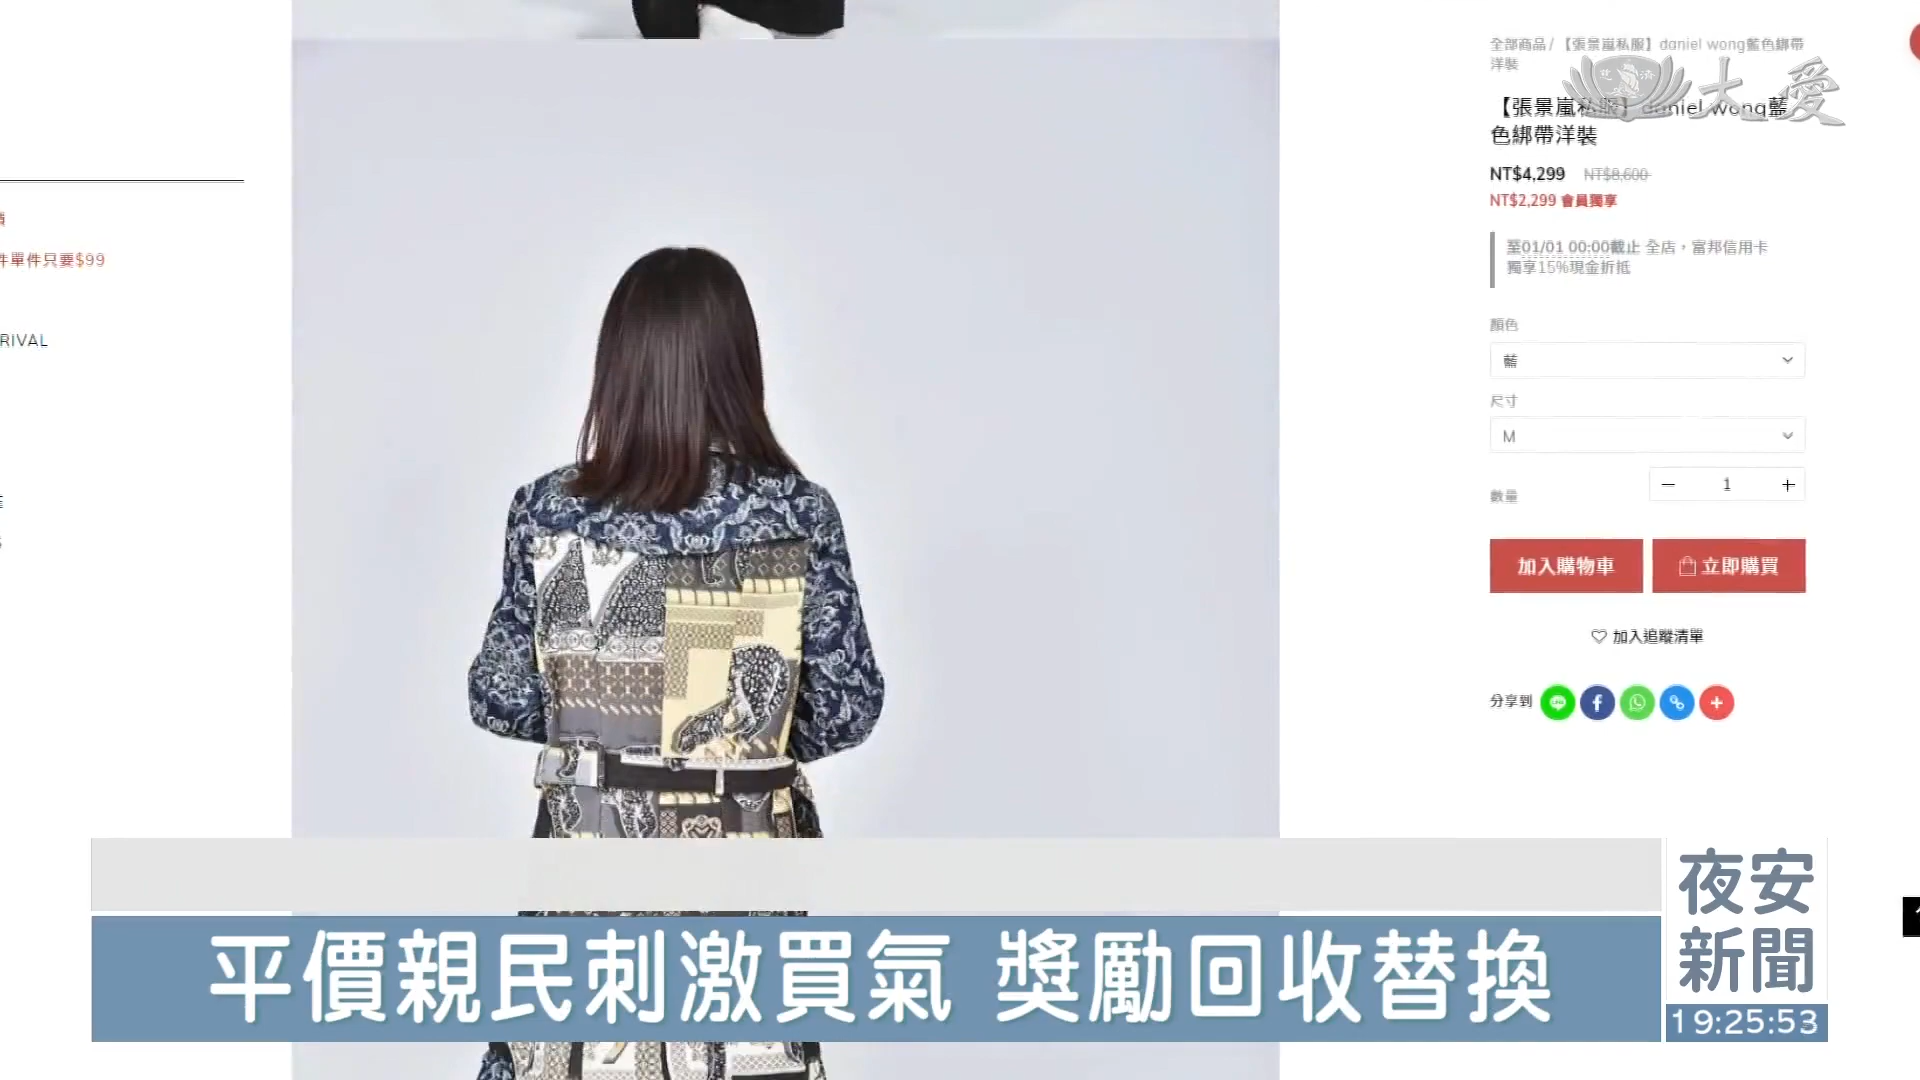 全部商品 / 【張景嵐私服】daniel wong藍色綁帶
洋裝
大愛
【張景嵐私服】daniel wong藍
色綁帶洋裝
NT$4,299 NT$8,600
NT$2,299 會員獨享
件單件只要$99
至01/01 00:00截止 全店，富邦信用卡
獨享15%現金折抵
顏色
RIVAL
藍
尺寸
M
數量
1
加入購物車
立即購買
加入追蹤清單
分享到
平價親民刺激買氣 獎勵回收替換
夜安
新聞
19:25:53